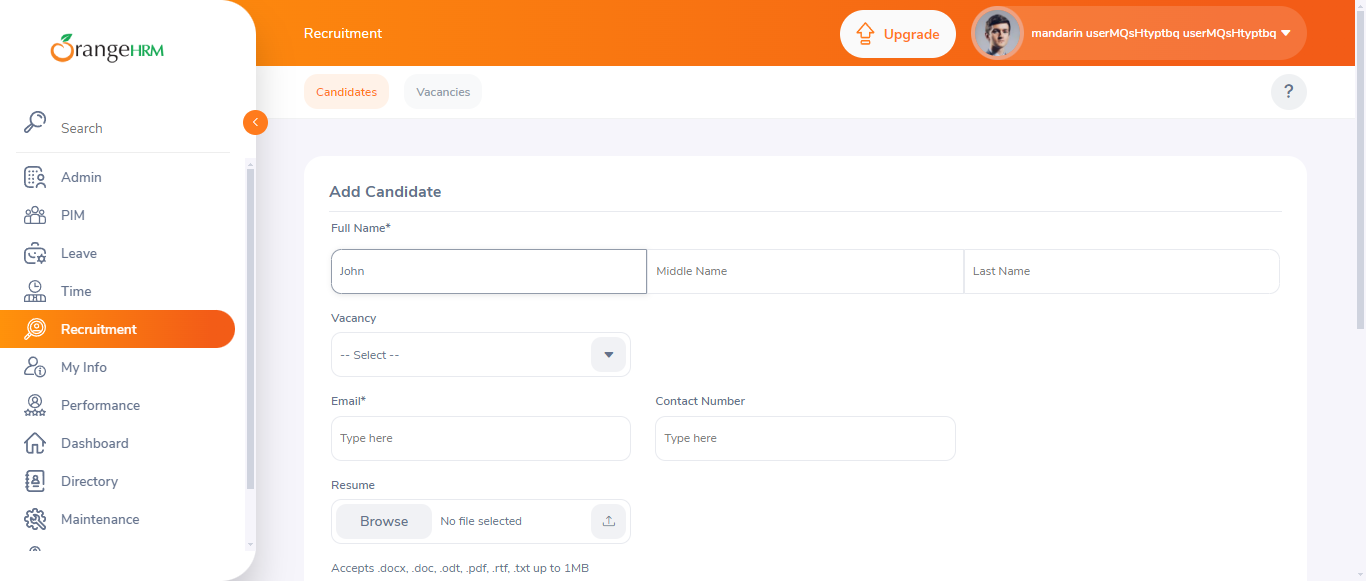 OrangeHRM
Search
Admin
PIM
Leave
Time
Recruitment
My Info
Performance
Dashboard
Directory
Maintenance
Recruitment
Upgrade
mandarin userMQsHtyptbq userMQsHtyptbq
Candidates
Vacancies
?
Add Candidate
Full Name*
John
Middle Name
Last Name
Vacancy
-- Select --
Email*
Contact Number
Type here
Type here
Resume
Browse
No file selected
Accepts .docx, .doc, .odt, .pdf, .rtf, .txt up to 1MB